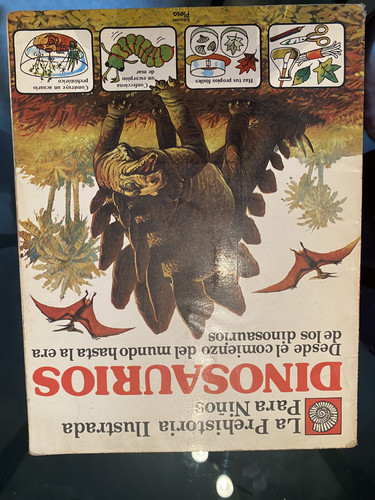 La Prehistoria Ilustrada
Para Niños
DINOSAURIOS
Desde el comienzo del mundo hasta la era
de los dinosaurios
Haz tus propios fósiles
Confecciona
un escorpión
de mar
Construye un acuario
prehistórico
Plesa